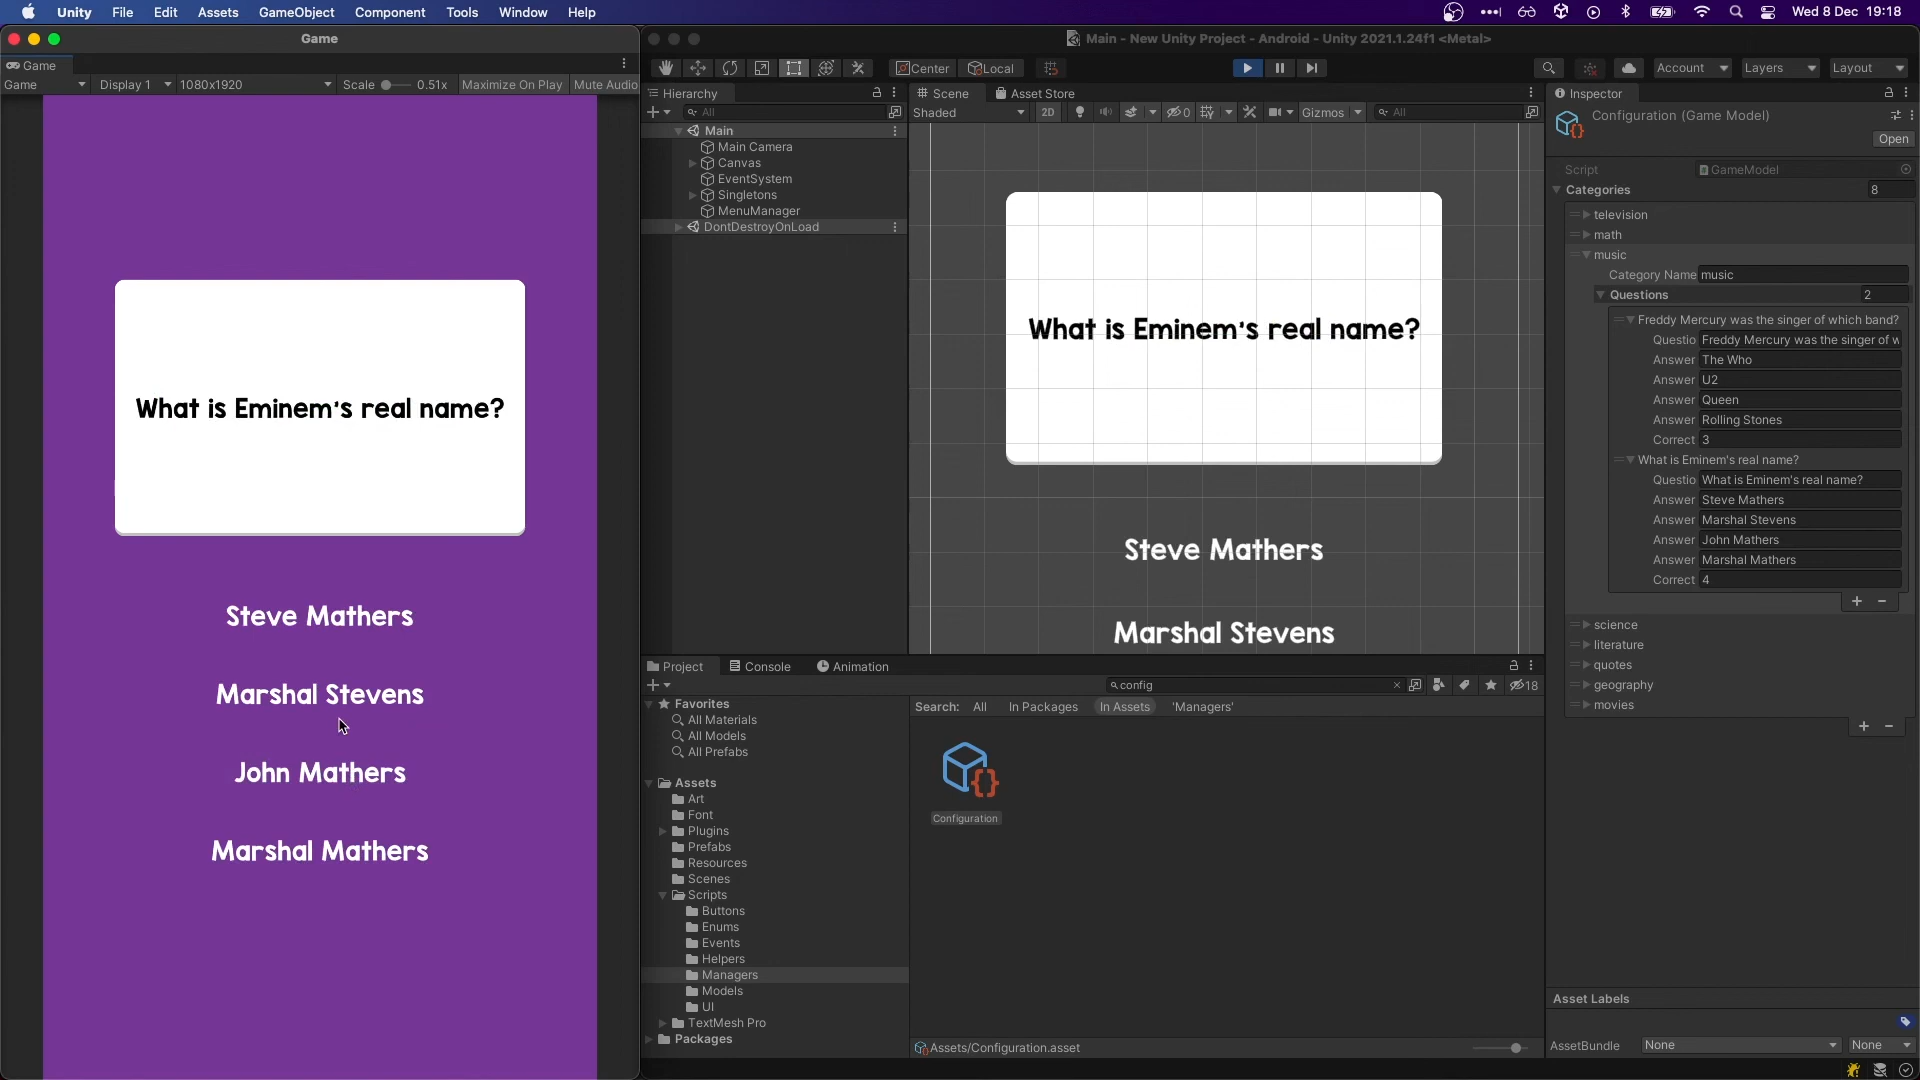 Unity File Edit Assets GameObject Component Tools Window Help Wed 8 Dec 19:18
Game
Main - New Unity Project - Android - Unity 2021.1.24f1 <Metal>
Game
Game Display 1 1080x1920 Scale 0.51x Maximize On Play Mute Audio
What is Eminem's real name?
Steve Mathers
Marshal Stevens
John Mathers
Marshal Mathers
Center Local
Account Layers Layout
Hierarchy
All
Main
Main Camera
Canvas
EventSystem
Singletons
MenuManager
DontDestroyOnLoad
Scene Asset Store
Shaded 2D 0 Gizmos All
What is Eminem's real name?
Steve Mathers
Marshal Stevens
Project Console Animation
config 18
Favorites
All Materials
All Models
All Prefabs
Assets
Art
Font
Plugins
Prefabs
Resources
Scenes
Scripts
Buttons
Enums
Events
Helpers
Managers
Models
UI
TextMesh Pro
Packages
Search: All In Packages In Assets 'Managers'
Configuration
Assets/Configuration.asset
Inspector
Configuration (Game Model)
Open
Script GameModel
Categories 8
television
math
music
Category Name music
Questions 2
Freddy Mercury was the singer of which band?
Questio Freddy Mercury was the singer of w
Answer The Who
Answer U2
Answer Queen
Answer Rolling Stones
Correct 3
What is Eminem's real name?
Questio What is Eminem's real name?
Answer Steve Mathers
Answer Marshal Stevens
Answer John Mathers
Answer Marshal Mathers
Correct 4
science
literature
quotes
geography
movies
Asset Labels
AssetBundle None None